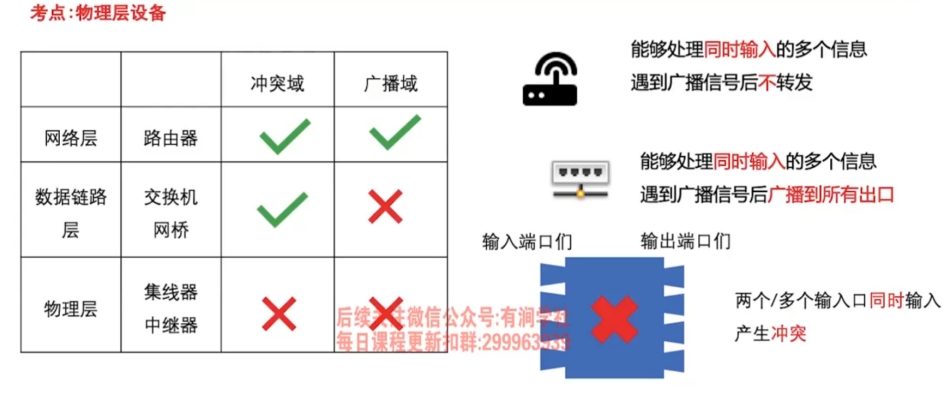 考点:物理层设备
冲突域
广播域
网络层
路由器
数据链路
层
交换机
网桥
物理层
集线器
中继器
能够处理同时输入的多个信息
遇到广播信号后不转发
能够处理同时输入的多个信息
遇到广播信号后广播到所有出口
输入端口们
输出端口们
两个/多个输入口同时输入
产生冲突
后续关注微信公众号:有涧学社
每日课程更新扣群:299963939